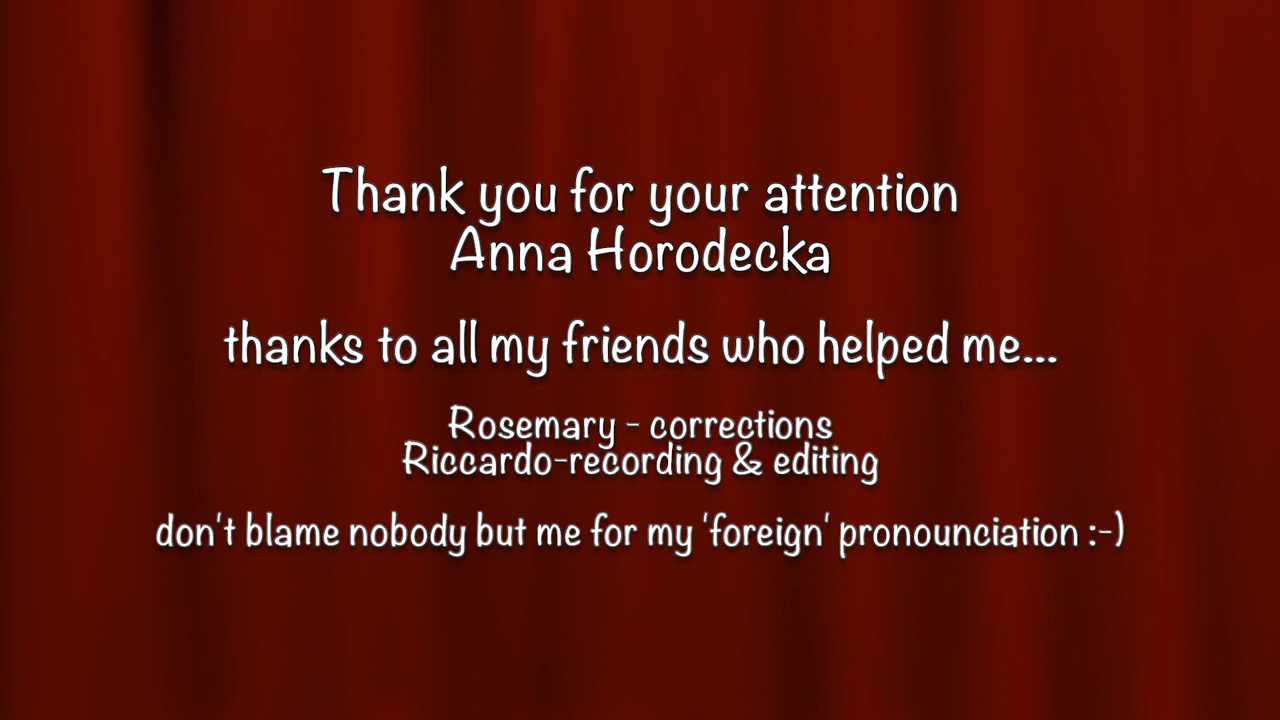 Thank you for your attention
Anna Horodecka
thanks to all my friends who helped me...
Rosemary - corrections
Riccardo-recording & editing
don't blame nobody but me for my 'foreign' pronounciation :-)